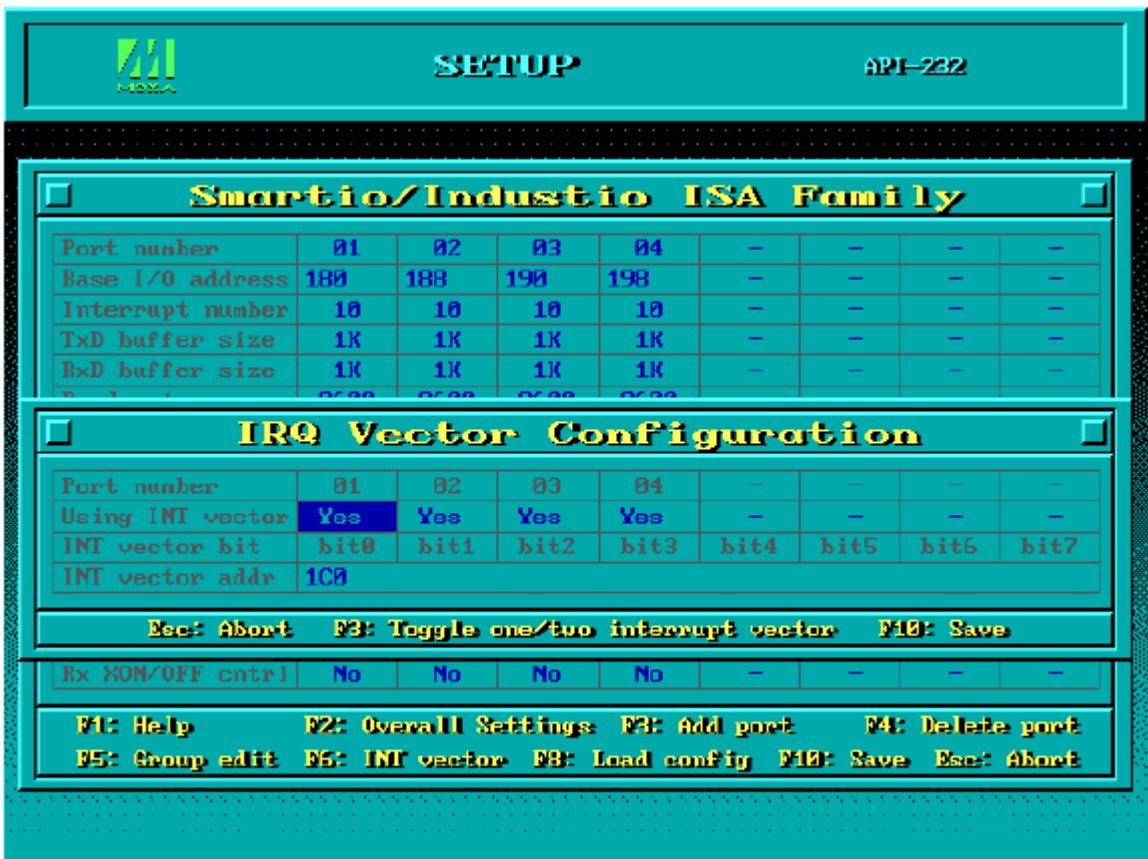 MOXA SETUP API-232
Smartio/Industio ISA Family
Port number 01 02 03 04 - - - -
Base I/O address 180 188 190 198 - - - -
Interrupt number 10 10 10 10 - - - -
TxD buffer size 1K 1K 1K 1K - - - -
RxD buffer size 1K 1K 1K 1K - - - -
IRQ Vector Configuration
Port number 01 02 03 04 - - - -
Using INT vector Yes Yes Yes Yes - - - -
INT vector bit bit0 bit1 bit2 bit3 bit4 bit5 bit6 bit7
INT vector addr 1C0
Esc: Abort F3: Toggle one/two interrupt vector F10: Save
Rx XON/OFF cntrl No No No No - - - -
F1: Help F2: Overall Settings F3: Add port F4: Delete port
F5: Group edit F6: INT vector F8: Load config F10: Save Esc: Abort